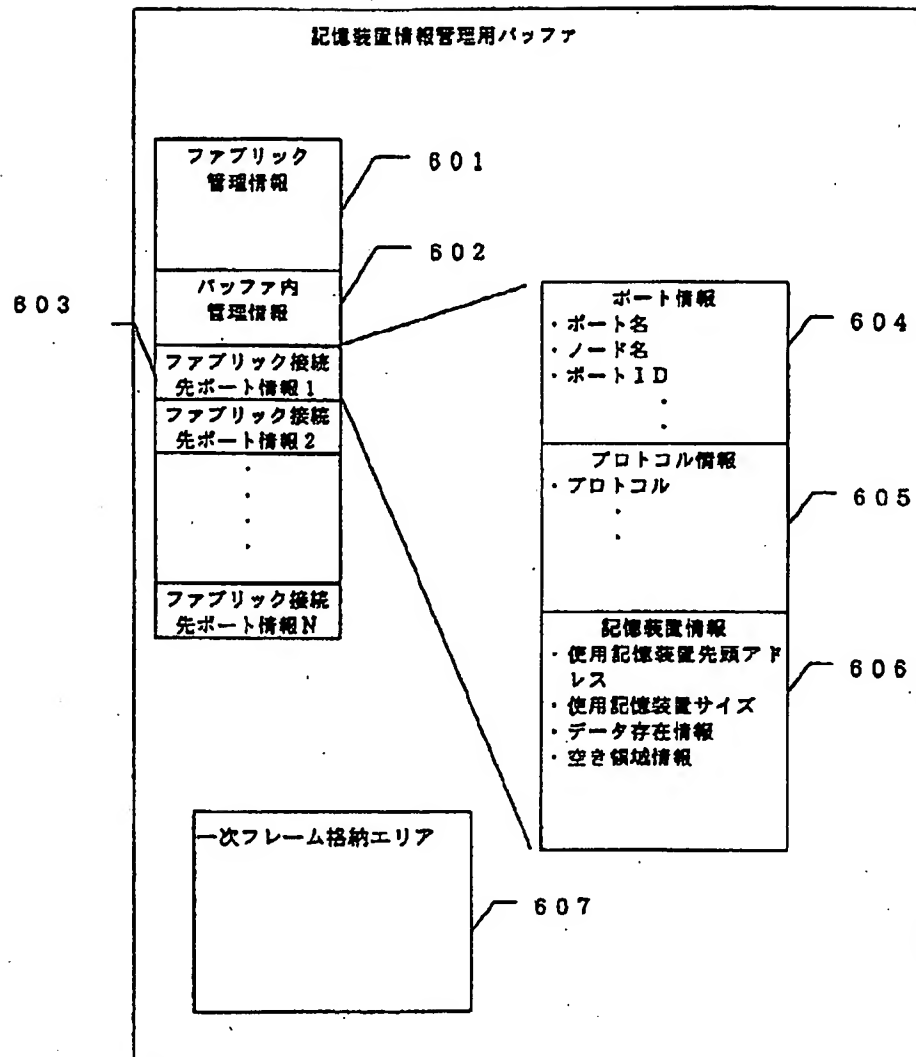 記憶装置情報管理用バッファ
ファブリック
管理情報
601
602
バッファ内
管理情報
603
ファブリック接続
先ポート情報1
ファブリック接続
先ポート情報2
ファブリック接続
先ポート情報N
ポート情報
・ポート名
・ノード名
・ポートID
604
プロトコル情報
・プロトコル
605
記憶装置情報
・使用記憶装置先頭アド
レス
・使用記憶装置サイズ
・データ存在情報
・空き領域情報
606
一次フレーム格納エリア
607